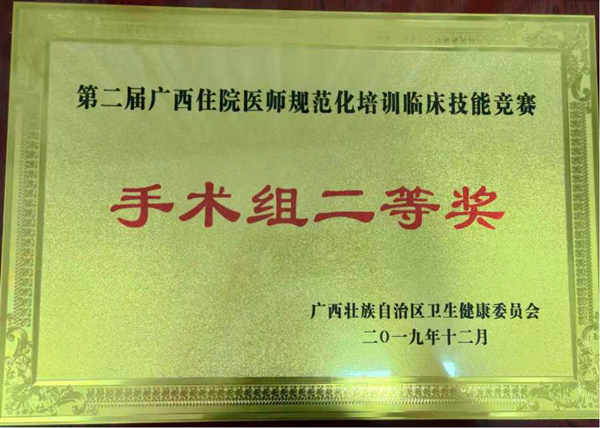 第二届广西住院医师规范化培训临床技能竞赛
手术组二等奖
广西壮族自治区卫生健康委员会
二〇一九年十二月